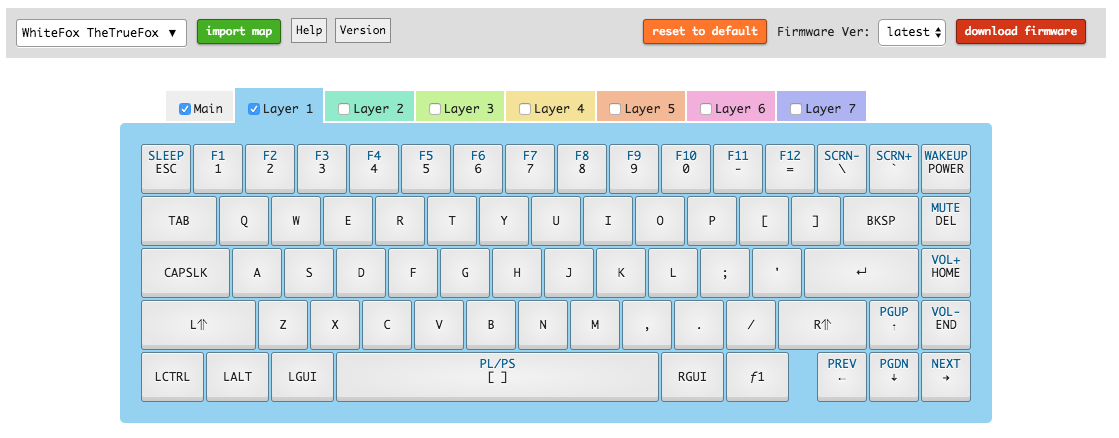 WhiteFox TheTrueFox ▼ import map Help Version reset to default Firmware Ver: latest download firmware
Main Layer 1 Layer 2 Layer 3 Layer 4 Layer 5 Layer 6 Layer 7
SLEEP F1 F2 F3 F4 F5 F6 F7 F8 F9 F10 F11 F12 SCRN- SCRN+ WAKEUP
ESC 1 2 3 4 5 6 7 8 9 0 - = \ ` POWER
MUTE
TAB Q W E R T Y U I O P [ ] BKSP DEL
VOL+
CAPSLK A S D F G H J K L ; ' ↵ HOME
PGUP VOL-
L⇮ Z X C V B N M , . / R⇮ ↑ END
PL/PS PREV PGDN NEXT
LCTRL LALT LGUI [ ] RGUI ƒ1 ← ↓ →